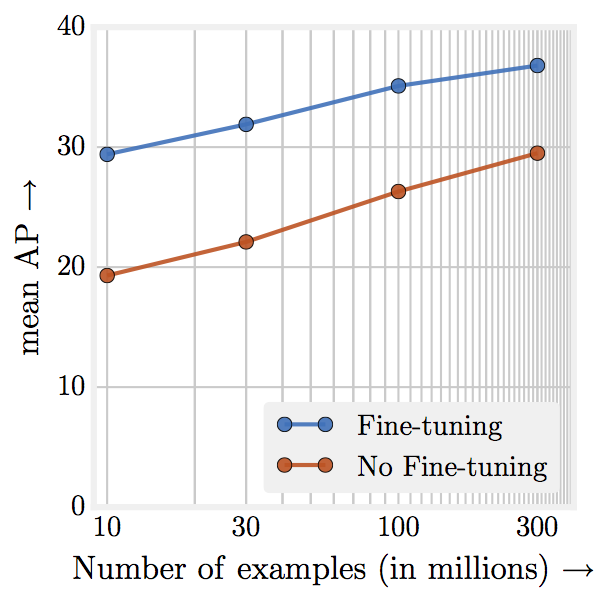 40
30
20
10
0
mean AP →
Fine-tuning
No Fine-tuning
10 30 100 300
Number of examples (in millions) →